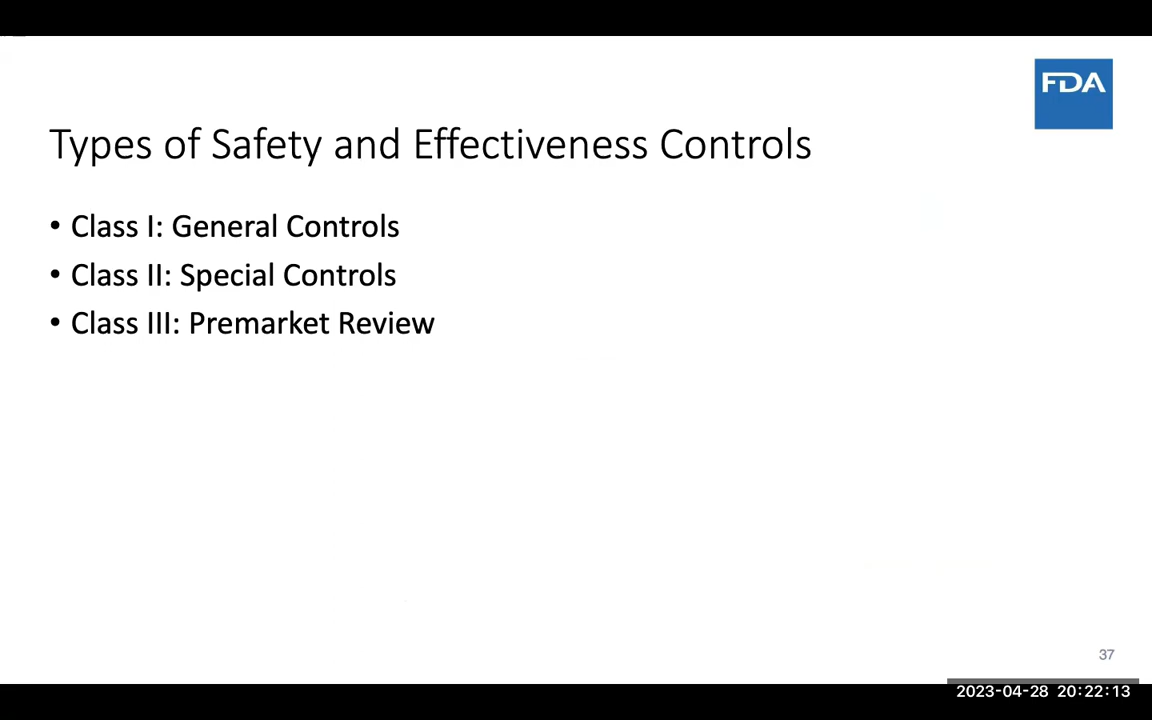 FDA
Types of Safety and Effectiveness Controls
• Class I: General Controls
• Class II: Special Controls
• Class III: Premarket Review
37
2023-04-28 20:22:13